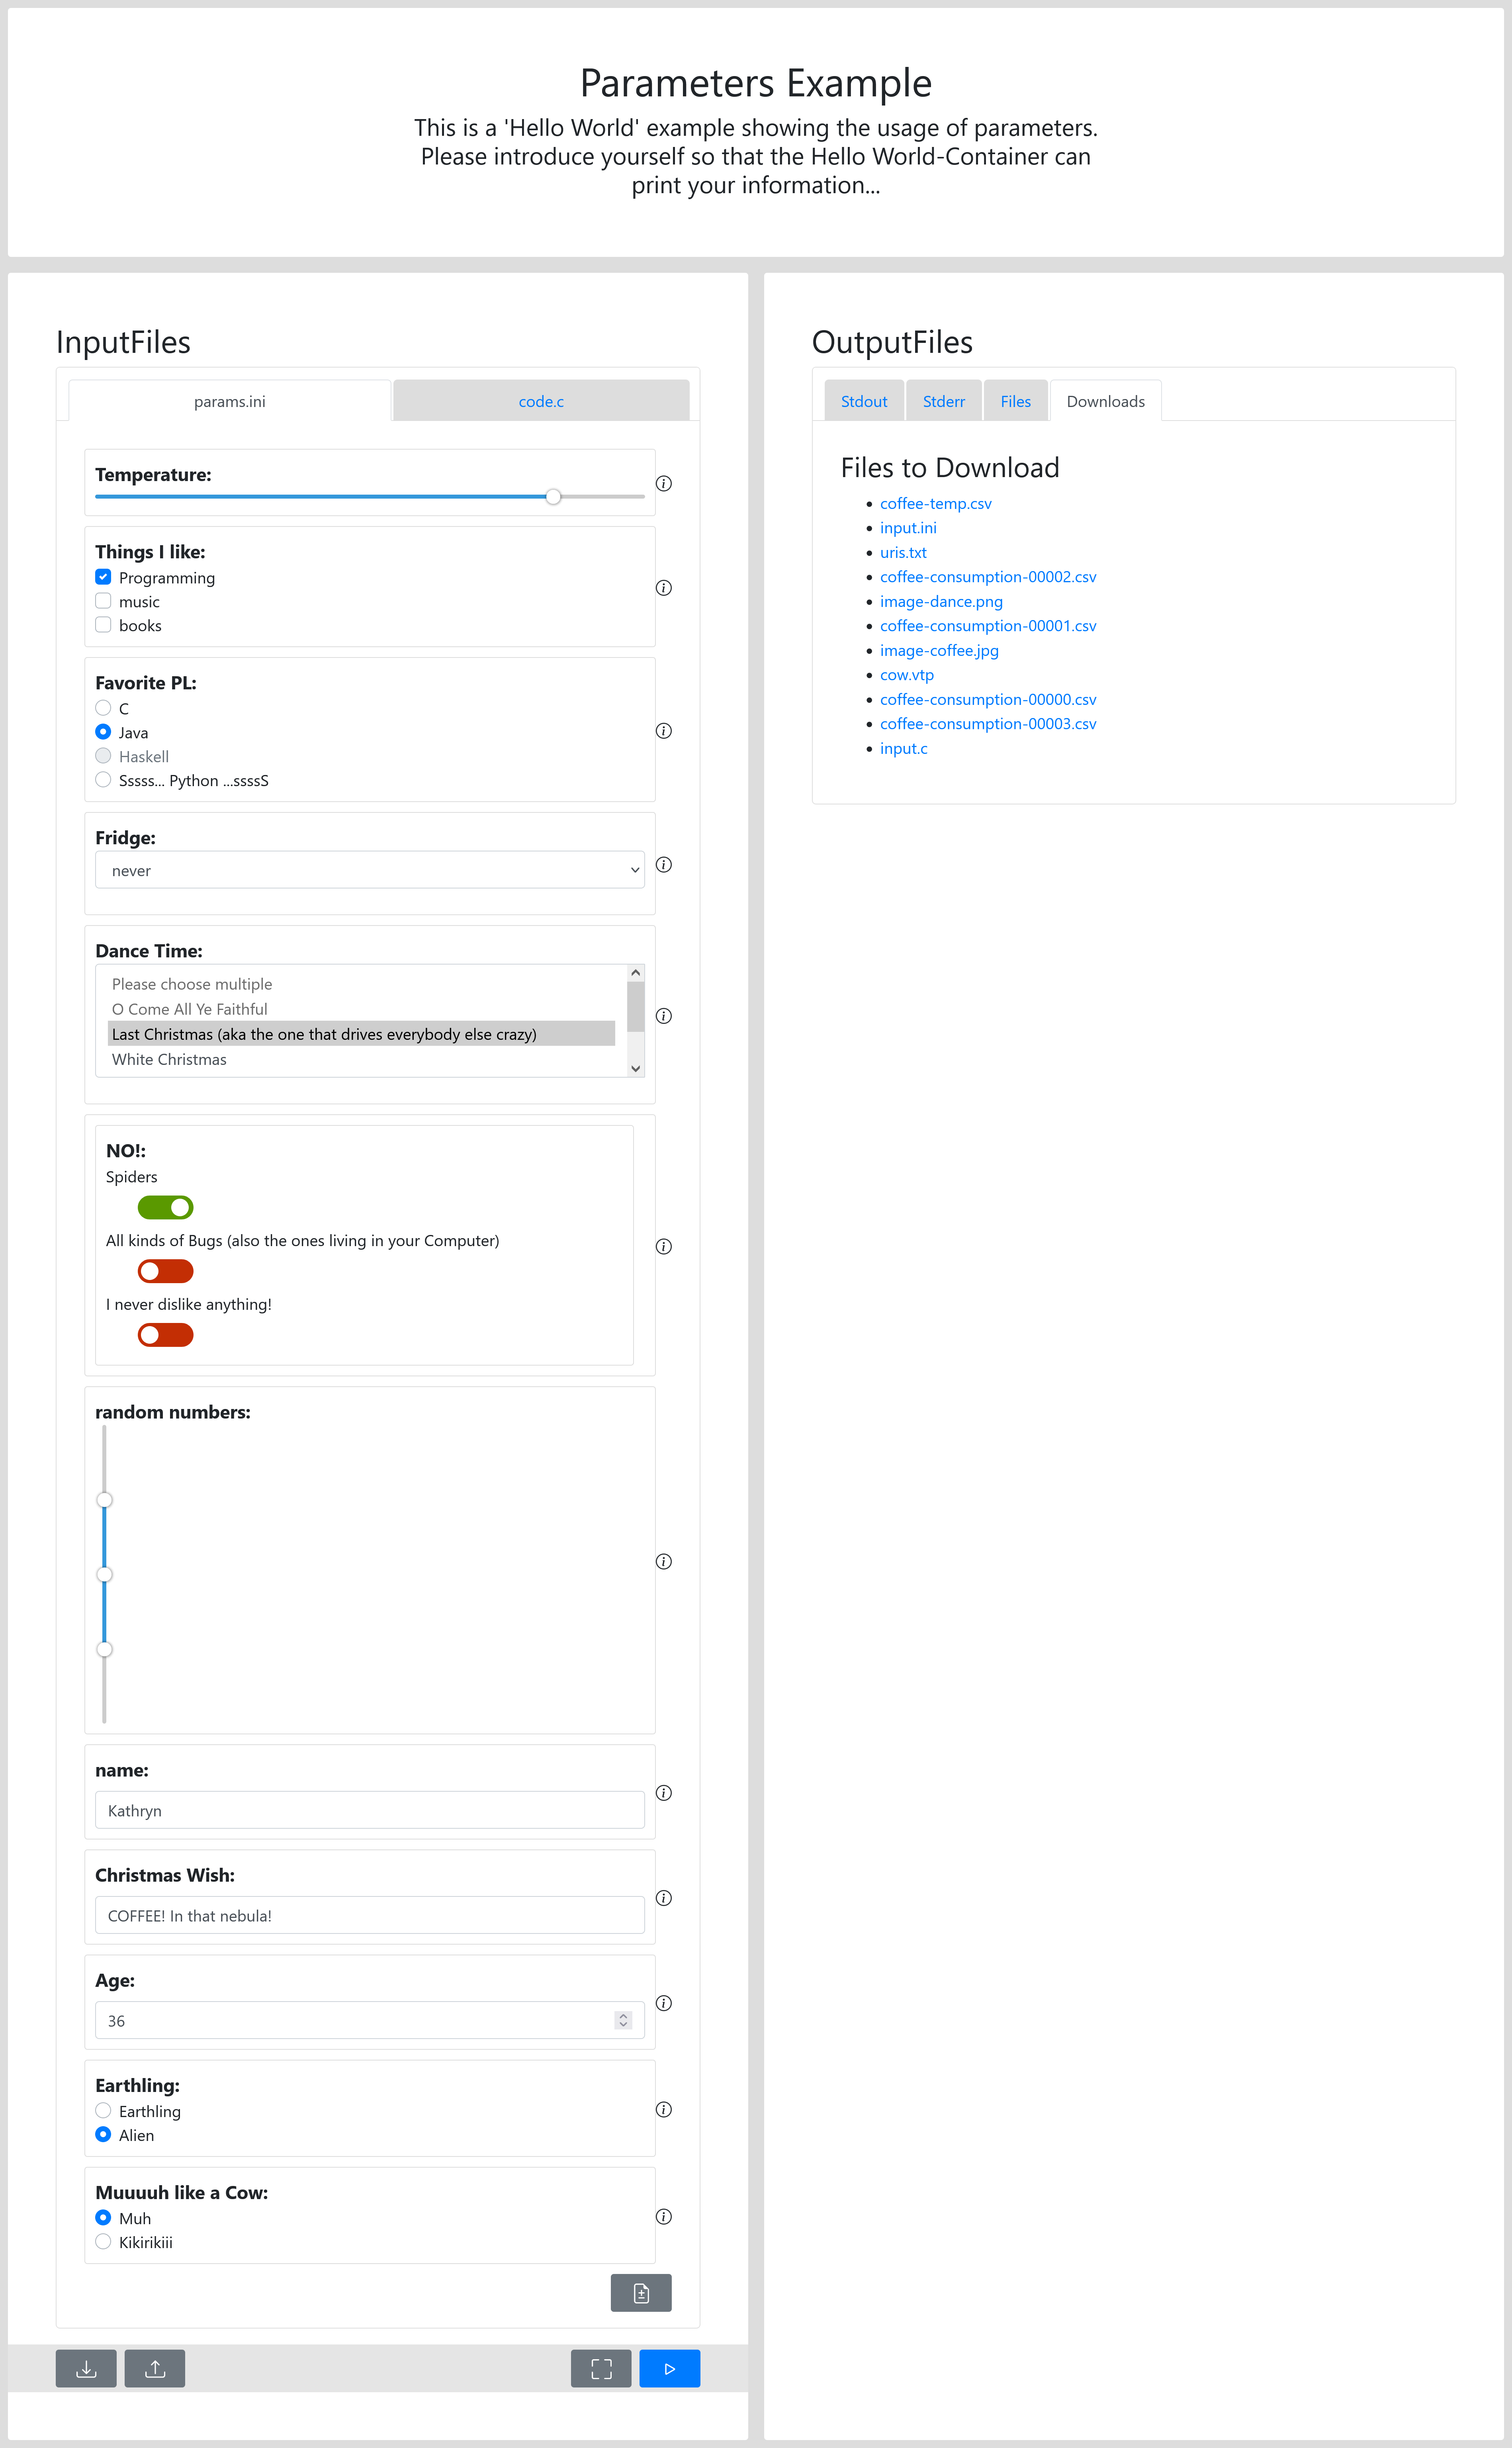 Parameters Example
This is a 'Hello World' example showing the usage of parameters.
Please introduce yourself so that the Hello World-Container can
print your information...
InputFiles
params.ini
code.c
Temperature:
Things I like:
Programming
music
books
Favorite PL:
C
Java
Haskell
Sssss... Python ...ssssS
Fridge:
never
Dance Time:
Please choose multiple
O Come All Ye Faithful
Last Christmas (aka the one that drives everybody else crazy)
White Christmas
NO!:
Spiders
All kinds of Bugs (also the ones living in your Computer)
I never dislike anything!
random numbers:
name:
Kathryn
Christmas Wish:
COFFEE! In that nebula!
Age:
36
Earthling:
Earthling
Alien
Muuuuh like a Cow:
Muh
Kikirikiii
OutputFiles
Stdout
Stderr
Files
Downloads
Files to Download
coffee-temp.csv
input.ini
uris.txt
coffee-consumption-00002.csv
image-dance.png
coffee-consumption-00001.csv
image-coffee.jpg
cow.vtp
coffee-consumption-00000.csv
coffee-consumption-00003.csv
input.c